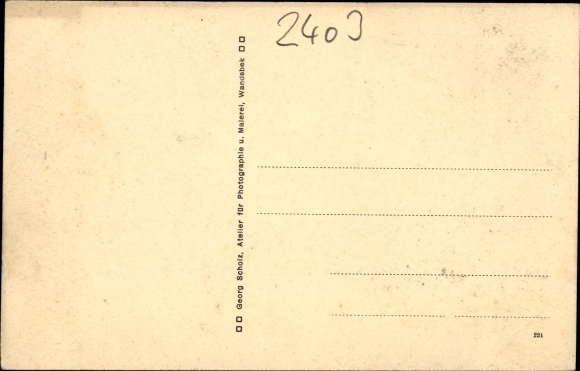 2403
Georg Scholz, Atelier für Photographie u. Malerei, Wandsbek
221